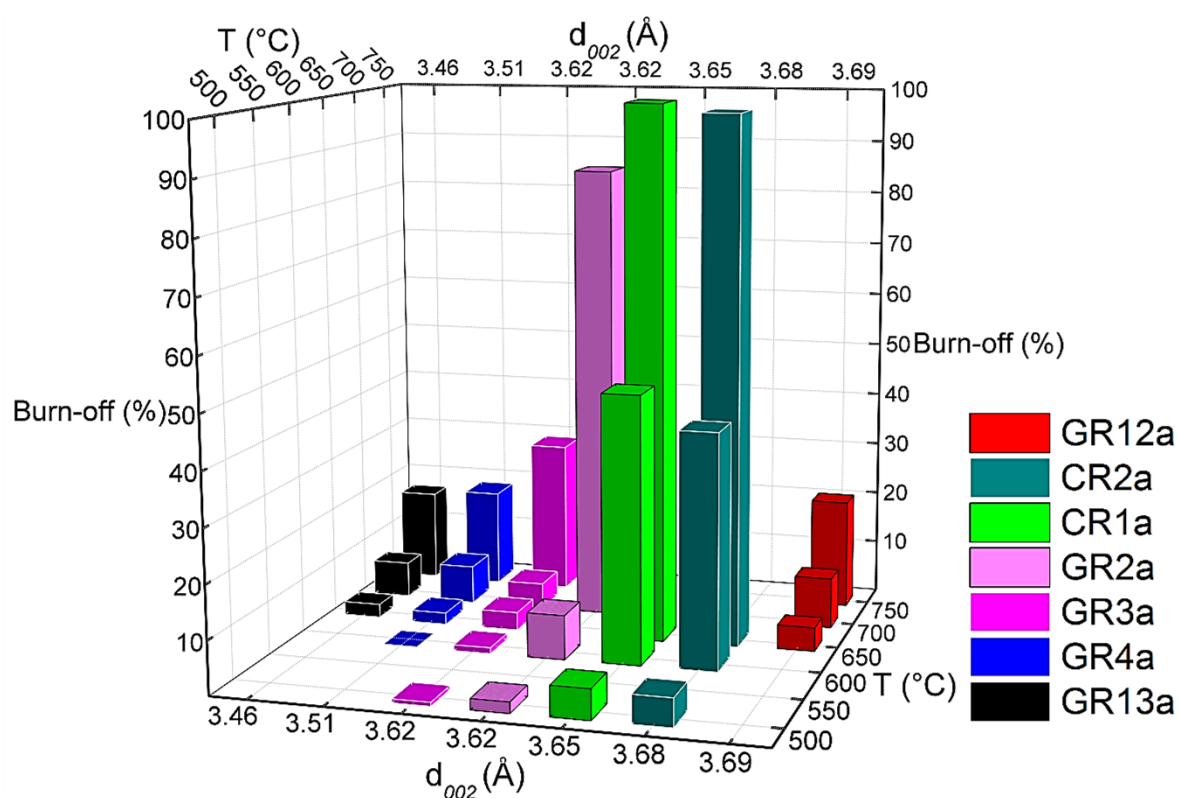 T (°C)
d002 (Å)
500 550 600 650 700 750
3.46 3.51 3.62 3.62 3.65 3.68 3.69
100
90
80
70
60
50
40
30
20
10
Burn-off (%)
100
90
80
70
60
50
40
30
20
10
Burn-off (%)
750
700
650
600
550
500
T (°C)
3.46 3.51 3.62 3.62 3.65 3.68 3.69
d002 (Å)
GR12a
CR2a
CR1a
GR2a
GR3a
GR4a
GR13a